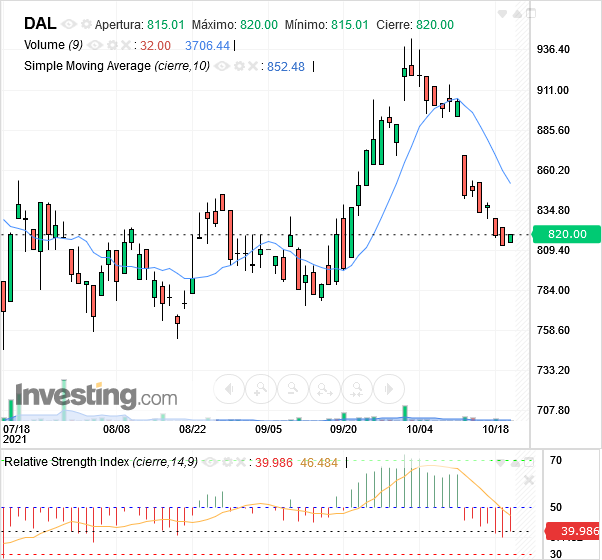 DAL Apertura: 815.01 Máximo: 820.00 Mínimo: 815.01 Cierre: 820.00
Volume (9) : 32.00 3706.44
Simple Moving Average (cierre,10) : 852.48
936.40
911.00
885.60
860.20
834.80
820.00
809.40
784.00
758.60
733.20
707.80
Investing.com
07/18 08/08 08/22 09/05 09/20 10/04 10/18
2021
Relative Strength Index (cierre,14,9) : 39.986 46.484
70
50
39.986
30